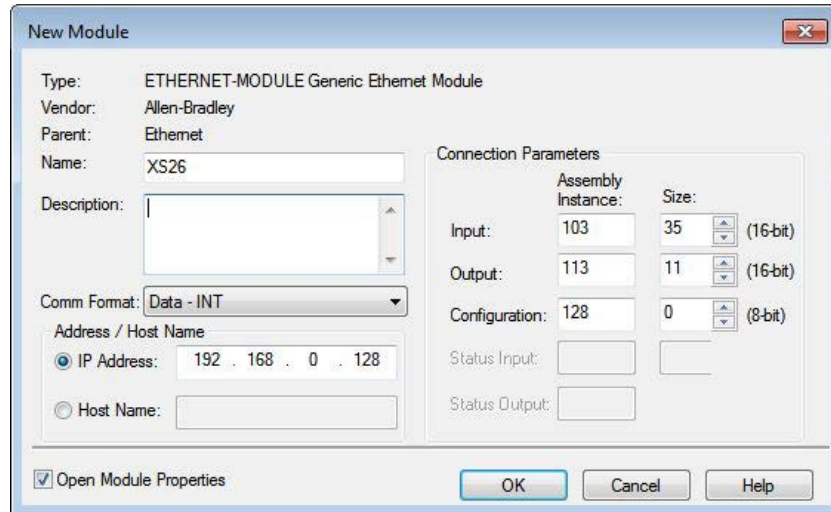 New Module
Type: ETHERNET-MODULE Generic Ethernet Module
Vendor: Allen-Bradley
Parent: Ethernet
Name: XS26
Description:
Comm Format: Data - INT
Address / Host Name
IP Address: 192 . 168 . 0 . 128
Host Name:
Connection Parameters
Assembly
Instance: Size:
Input: 103 35 (16-bit)
Output: 113 11 (16-bit)
Configuration: 128 0 (8-bit)
Status Input:
Status Output:
Open Module Properties
OK Cancel Help